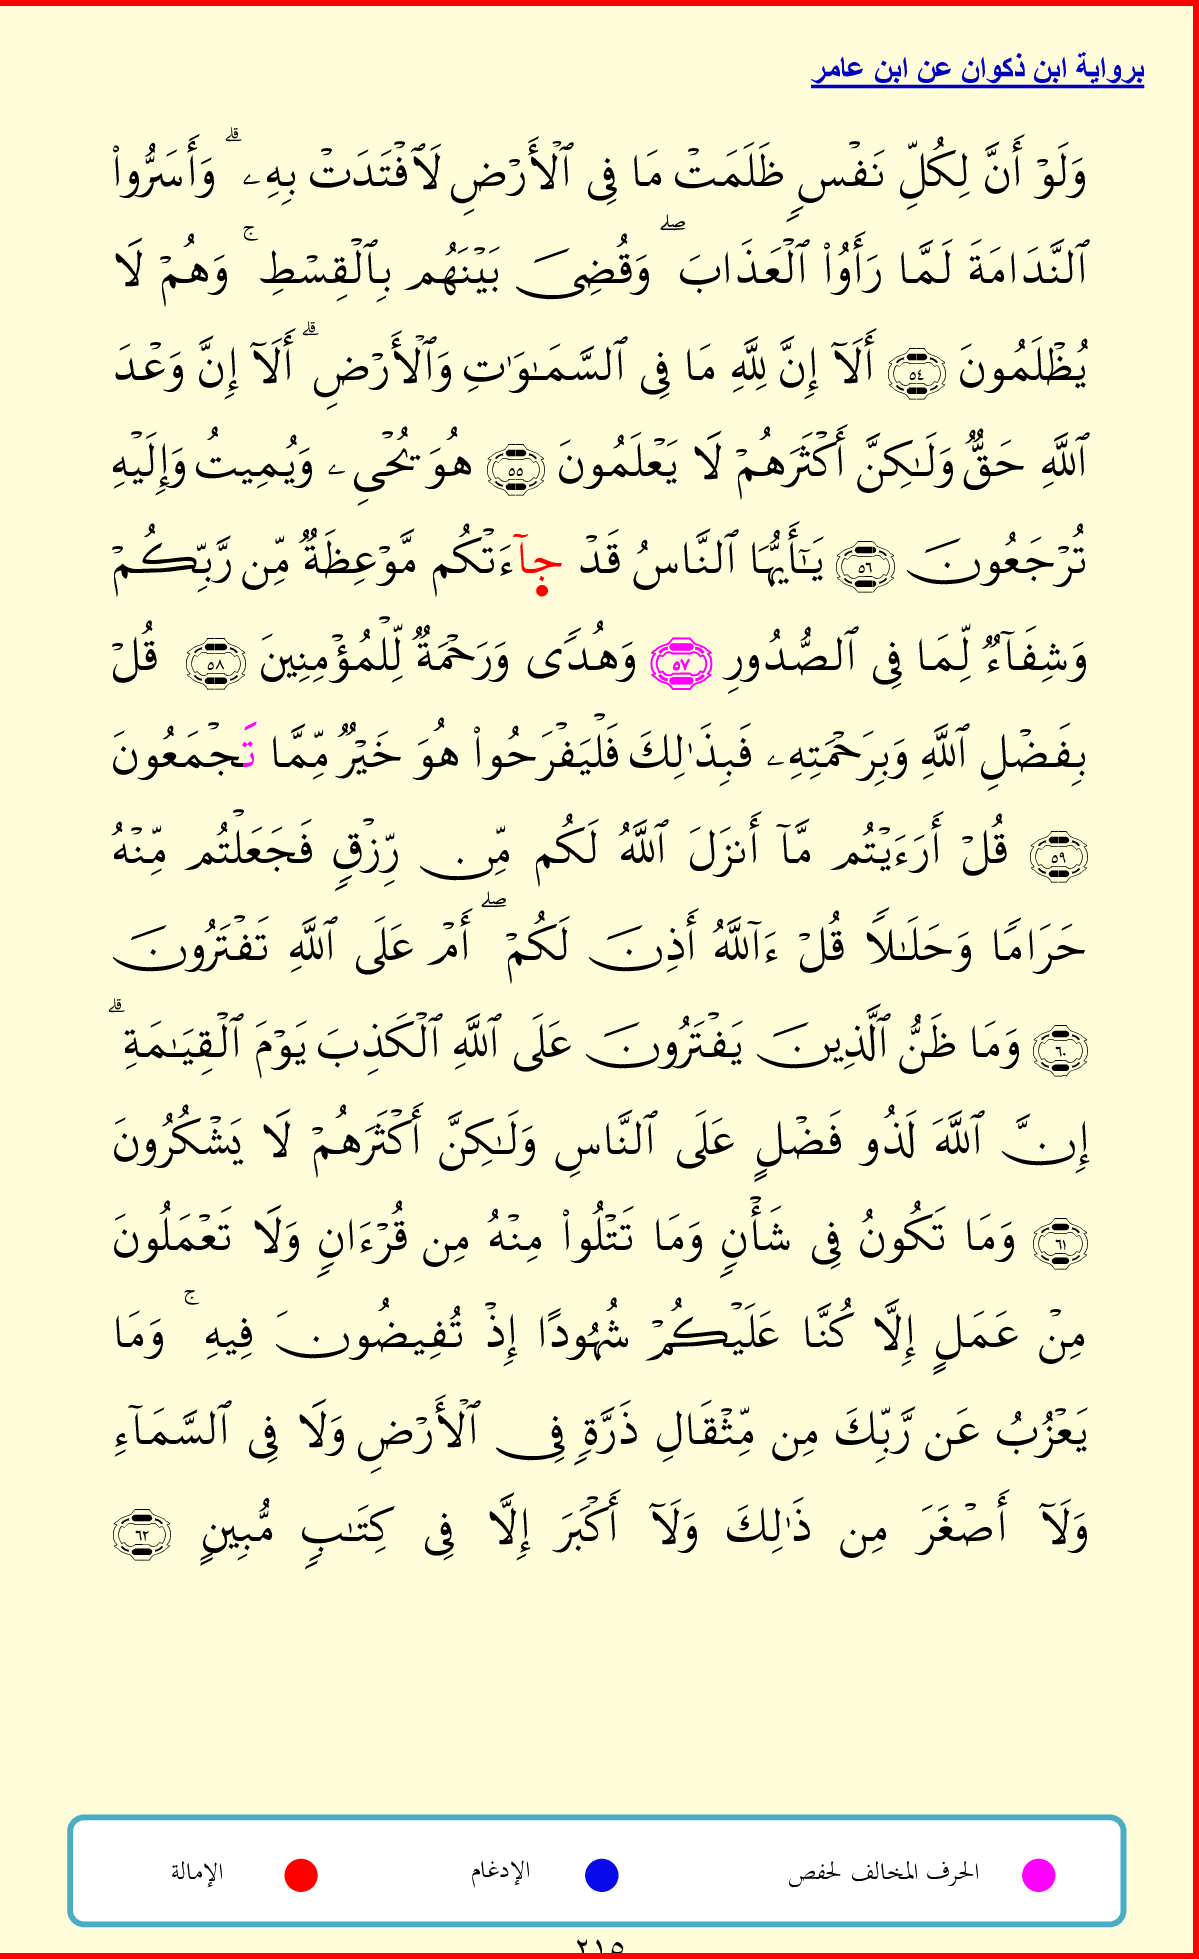 برواية ابن ذكوان عن ابن عامر
وَلَوْ أَنَّ لِكُلِّ نَفْسٍ ظَلَمَتْ مَا فِى ٱلْأَرْضِ لَٱفْتَدَتْ بِهِۦ ۗ وَأَسَرُّوا۟
ٱلنَّدَامَةَ لَمَّا رَأَوُا۟ ٱلْعَذَابَ ۖ وَقُضِىَ بَيْنَهُم بِٱلْقِسْطِ ۚ وَهُمْ لَا
يُظْلَمُونَ ٥٤ أَلَآ إِنَّ لِلَّهِ مَا فِى ٱلسَّمَـٰوَٰتِ وَٱلْأَرْضِ ۗ أَلَآ إِنَّ وَعْدَ
ٱللَّهِ حَقٌّ وَلَـٰكِنَّ أَكْثَرَهُمْ لَا يَعْلَمُونَ ٥٥ هُوَ يُحْىِۦ وَيُمِيتُ وَإِلَيْهِ
تُرْجَعُونَ ٥٦ يَـٰٓأَيُّهَا ٱلنَّاسُ قَدْ جَآءَتْكُم مَّوْعِظَةٌ مِّن رَّبِّكُمْ
وَشِفَآءٌ لِّمَا فِى ٱلصُّدُورِ ٥٧ وَهُدًى وَرَحْمَةٌ لِّلْمُؤْمِنِينَ ٥٨ قُلْ
بِفَضْلِ ٱللَّهِ وَبِرَحْمَتِهِۦ فَبِذَٰلِكَ فَلْيَفْرَحُوا۟ هُوَ خَيْرٌ مِّمَّا تَجْمَعُونَ
٥٩ قُلْ أَرَءَيْتُم مَّآ أَنزَلَ ٱللَّهُ لَكُم مِّن رِّزْقٍ فَجَعَلْتُم مِّنْهُ
حَرَامًا وَحَلَـٰلًا قُلْ ءَآللَّهُ أَذِنَ لَكُمْ ۖ أَمْ عَلَى ٱللَّهِ تَفْتَرُونَ
٦٠ وَمَا ظَنُّ ٱلَّذِينَ يَفْتَرُونَ عَلَى ٱللَّهِ ٱلْكَذِبَ يَوْمَ ٱلْقِيَـٰمَةِ ۗ
إِنَّ ٱللَّهَ لَذُو فَضْلٍ عَلَى ٱلنَّاسِ وَلَـٰكِنَّ أَكْثَرَهُمْ لَا يَشْكُرُونَ
٦١ وَمَا تَكُونُ فِى شَأْنٍ وَمَا تَتْلُوا۟ مِنْهُ مِن قُرْءَانٍ وَلَا تَعْمَلُونَ
مِنْ عَمَلٍ إِلَّا كُنَّا عَلَيْكُمْ شُهُودًا إِذْ تُفِيضُونَ فِيهِ ۚ وَمَا
يَعْزُبُ عَن رَّبِّكَ مِن مِّثْقَالِ ذَرَّةٍ فِى ٱلْأَرْضِ وَلَا فِى ٱلسَّمَآءِ
وَلَآ أَصْغَرَ مِن ذَٰلِكَ وَلَآ أَكْبَرَ إِلَّا فِى كِتَـٰبٍ مُّبِينٍ ٦٢
الحرف المخالف لحفص الإدغام الإمالة
٢١٥